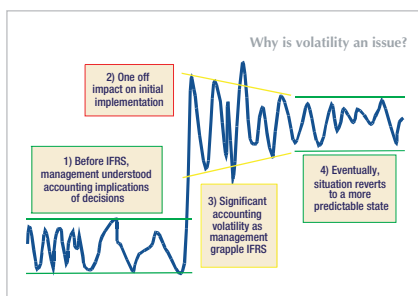 Why is volatility an issue?
2) One off
impact on initial
implementation
1) Before IFRS,
management understood
accounting implications
of decisions
3) Significant
accounting
volatility as
management
grapple IFRS
4) Eventually,
situation reverts
to a more
predictable state